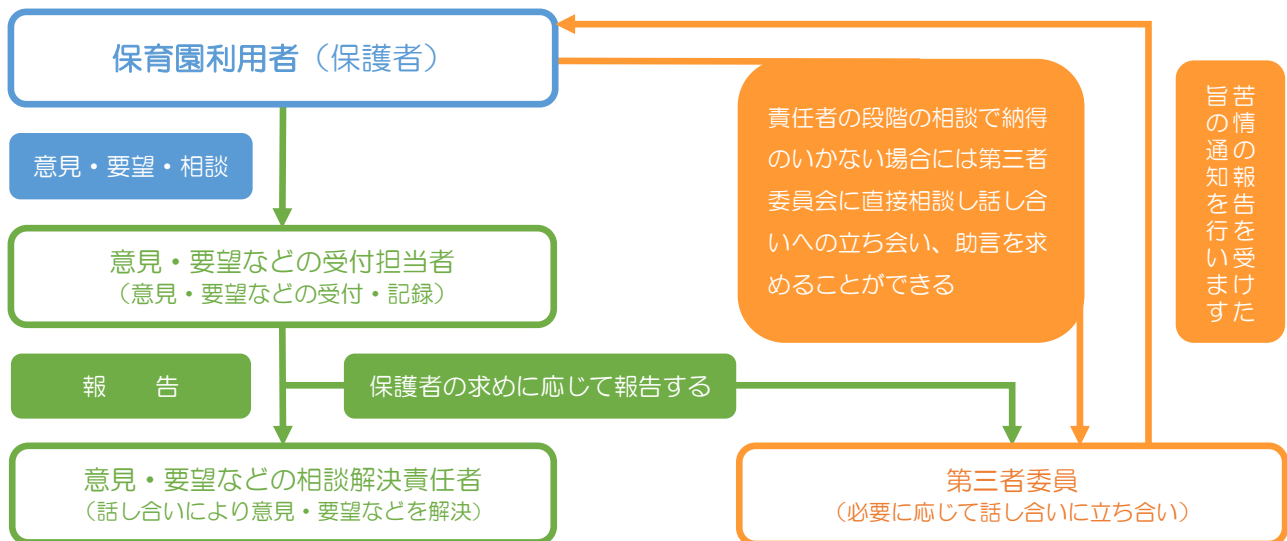 保育園利用者（保護者）
意見・要望・相談
責任者の段階の相談で納得
のいかない場合には第三者
委員会に直接相談し話し合
いへの立ち会い、助言を求
めることができる
苦情の報告を受けた
旨の通知を行います
意見・要望などの受付担当者
（意見・要望などの受付・記録）
報　　告
保護者の求めに応じて報告する
意見・要望などの相談解決責任者
（話し合いにより意見・要望などを解決）
第三者委員
（必要に応じて話し合いに立ち合い）